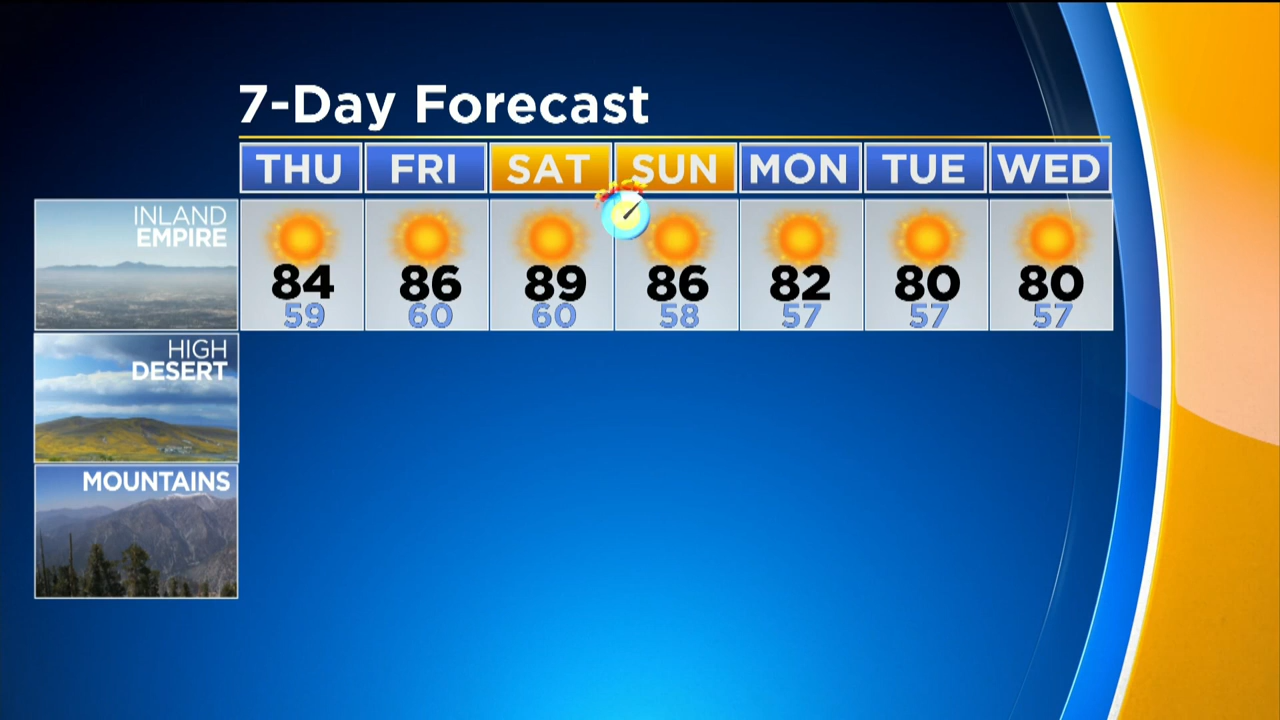 7-Day Forecast
THU FRI SAT SUN MON TUE WED
INLAND
EMPIRE
84 86 89 86 82 80 80
59 60 60 58 57 57 57
HIGH
DESERT
MOUNTAINS